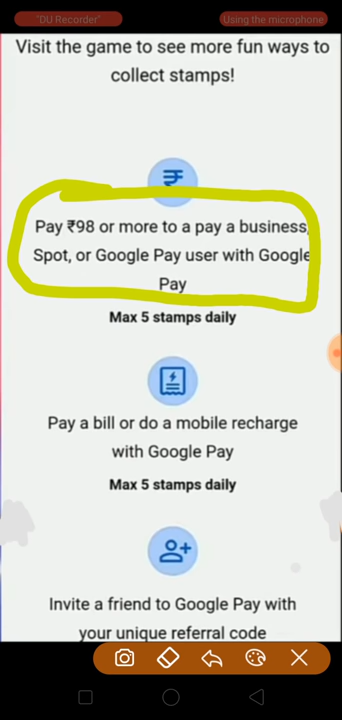 "DU Recorder"
Using the microphone
Visit the game to see more fun ways to
collect stamps!
Pay ₹98 or more to a pay a business,
Spot, or Google Pay user with Google
Pay
Max 5 stamps daily
Pay a bill or do a mobile recharge
with Google Pay
Max 5 stamps daily
Invite a friend to Google Pay with
your unique referral code